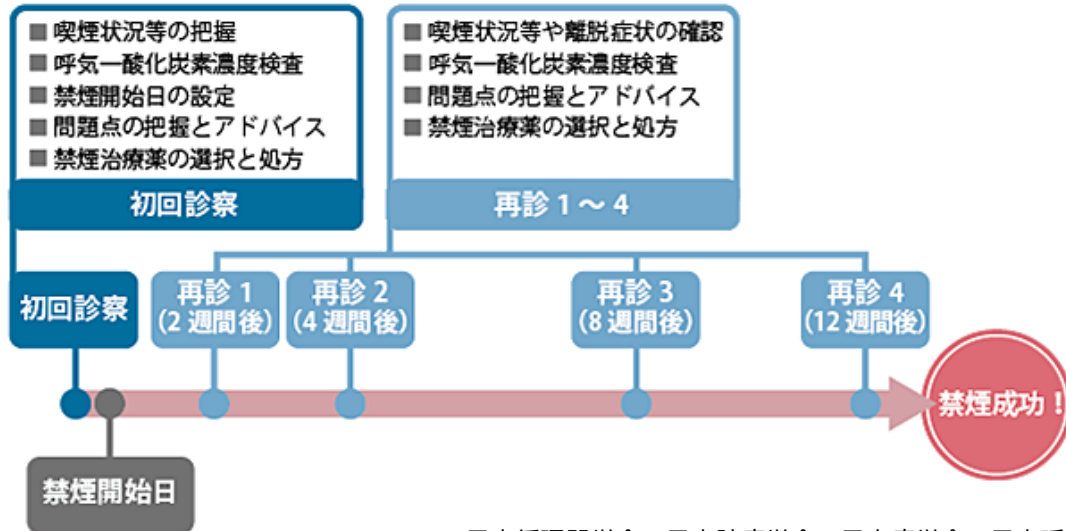 ■ 喫煙状況等の把握
■ 呼気一酸化炭素濃度検査
■ 禁煙開始日の設定
■ 問題点の把握とアドバイス
■ 禁煙治療薬の選択と処方
初回診察
■ 喫煙状況等や離脱症状の確認
■ 呼気一酸化炭素濃度検査
■ 問題点の把握とアドバイス
■ 禁煙治療薬の選択と処方
再診 1 ~ 4
初回診察
再診 1
(2 週間後)
再診 2
(4 週間後)
再診 3
(8 週間後)
再診 4
(12 週間後)
禁煙成功!
禁煙開始日